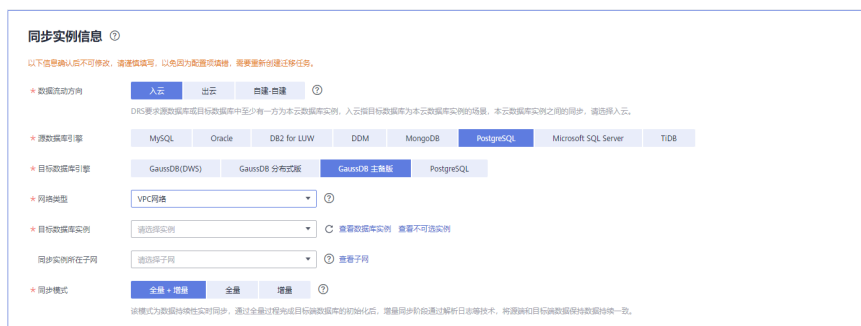 同步实例信息 ?
以下信息确认后不可修改，请谨慎填写，以免因为配置项填错，需要重新创建迁移任务。
* 数据流动方向 入云 出云 自建-自建 ?
DRS要求源数据库或目标数据库中至少有一方为本云数据库实例，入云指目标数据库为本云数据库实例的场景，本云数据库实例之间的同步，请选择入云。
* 源数据库引擎 MySQL Oracle DB2 for LUW DDM MongoDB PostgreSQL Microsoft SQL Server TiDB
* 目标数据库引擎 GaussDB(DWS) GaussDB 分布式版 GaussDB 主备版 PostgreSQL
* 网络类型 VPC网络 ?
* 目标数据库实例 请选择实例 查看数据库实例 查看不可选实例
同步实例所在子网 请选择子网 ? 查看子网
* 同步模式 全量+增量 全量 增量 ?
该模式为数据持续性实时同步，通过全量过程完成目标端数据库的初始化后，增量同步阶段通过解析日志等技术，将源端和目标端数据保持数据持续一致。